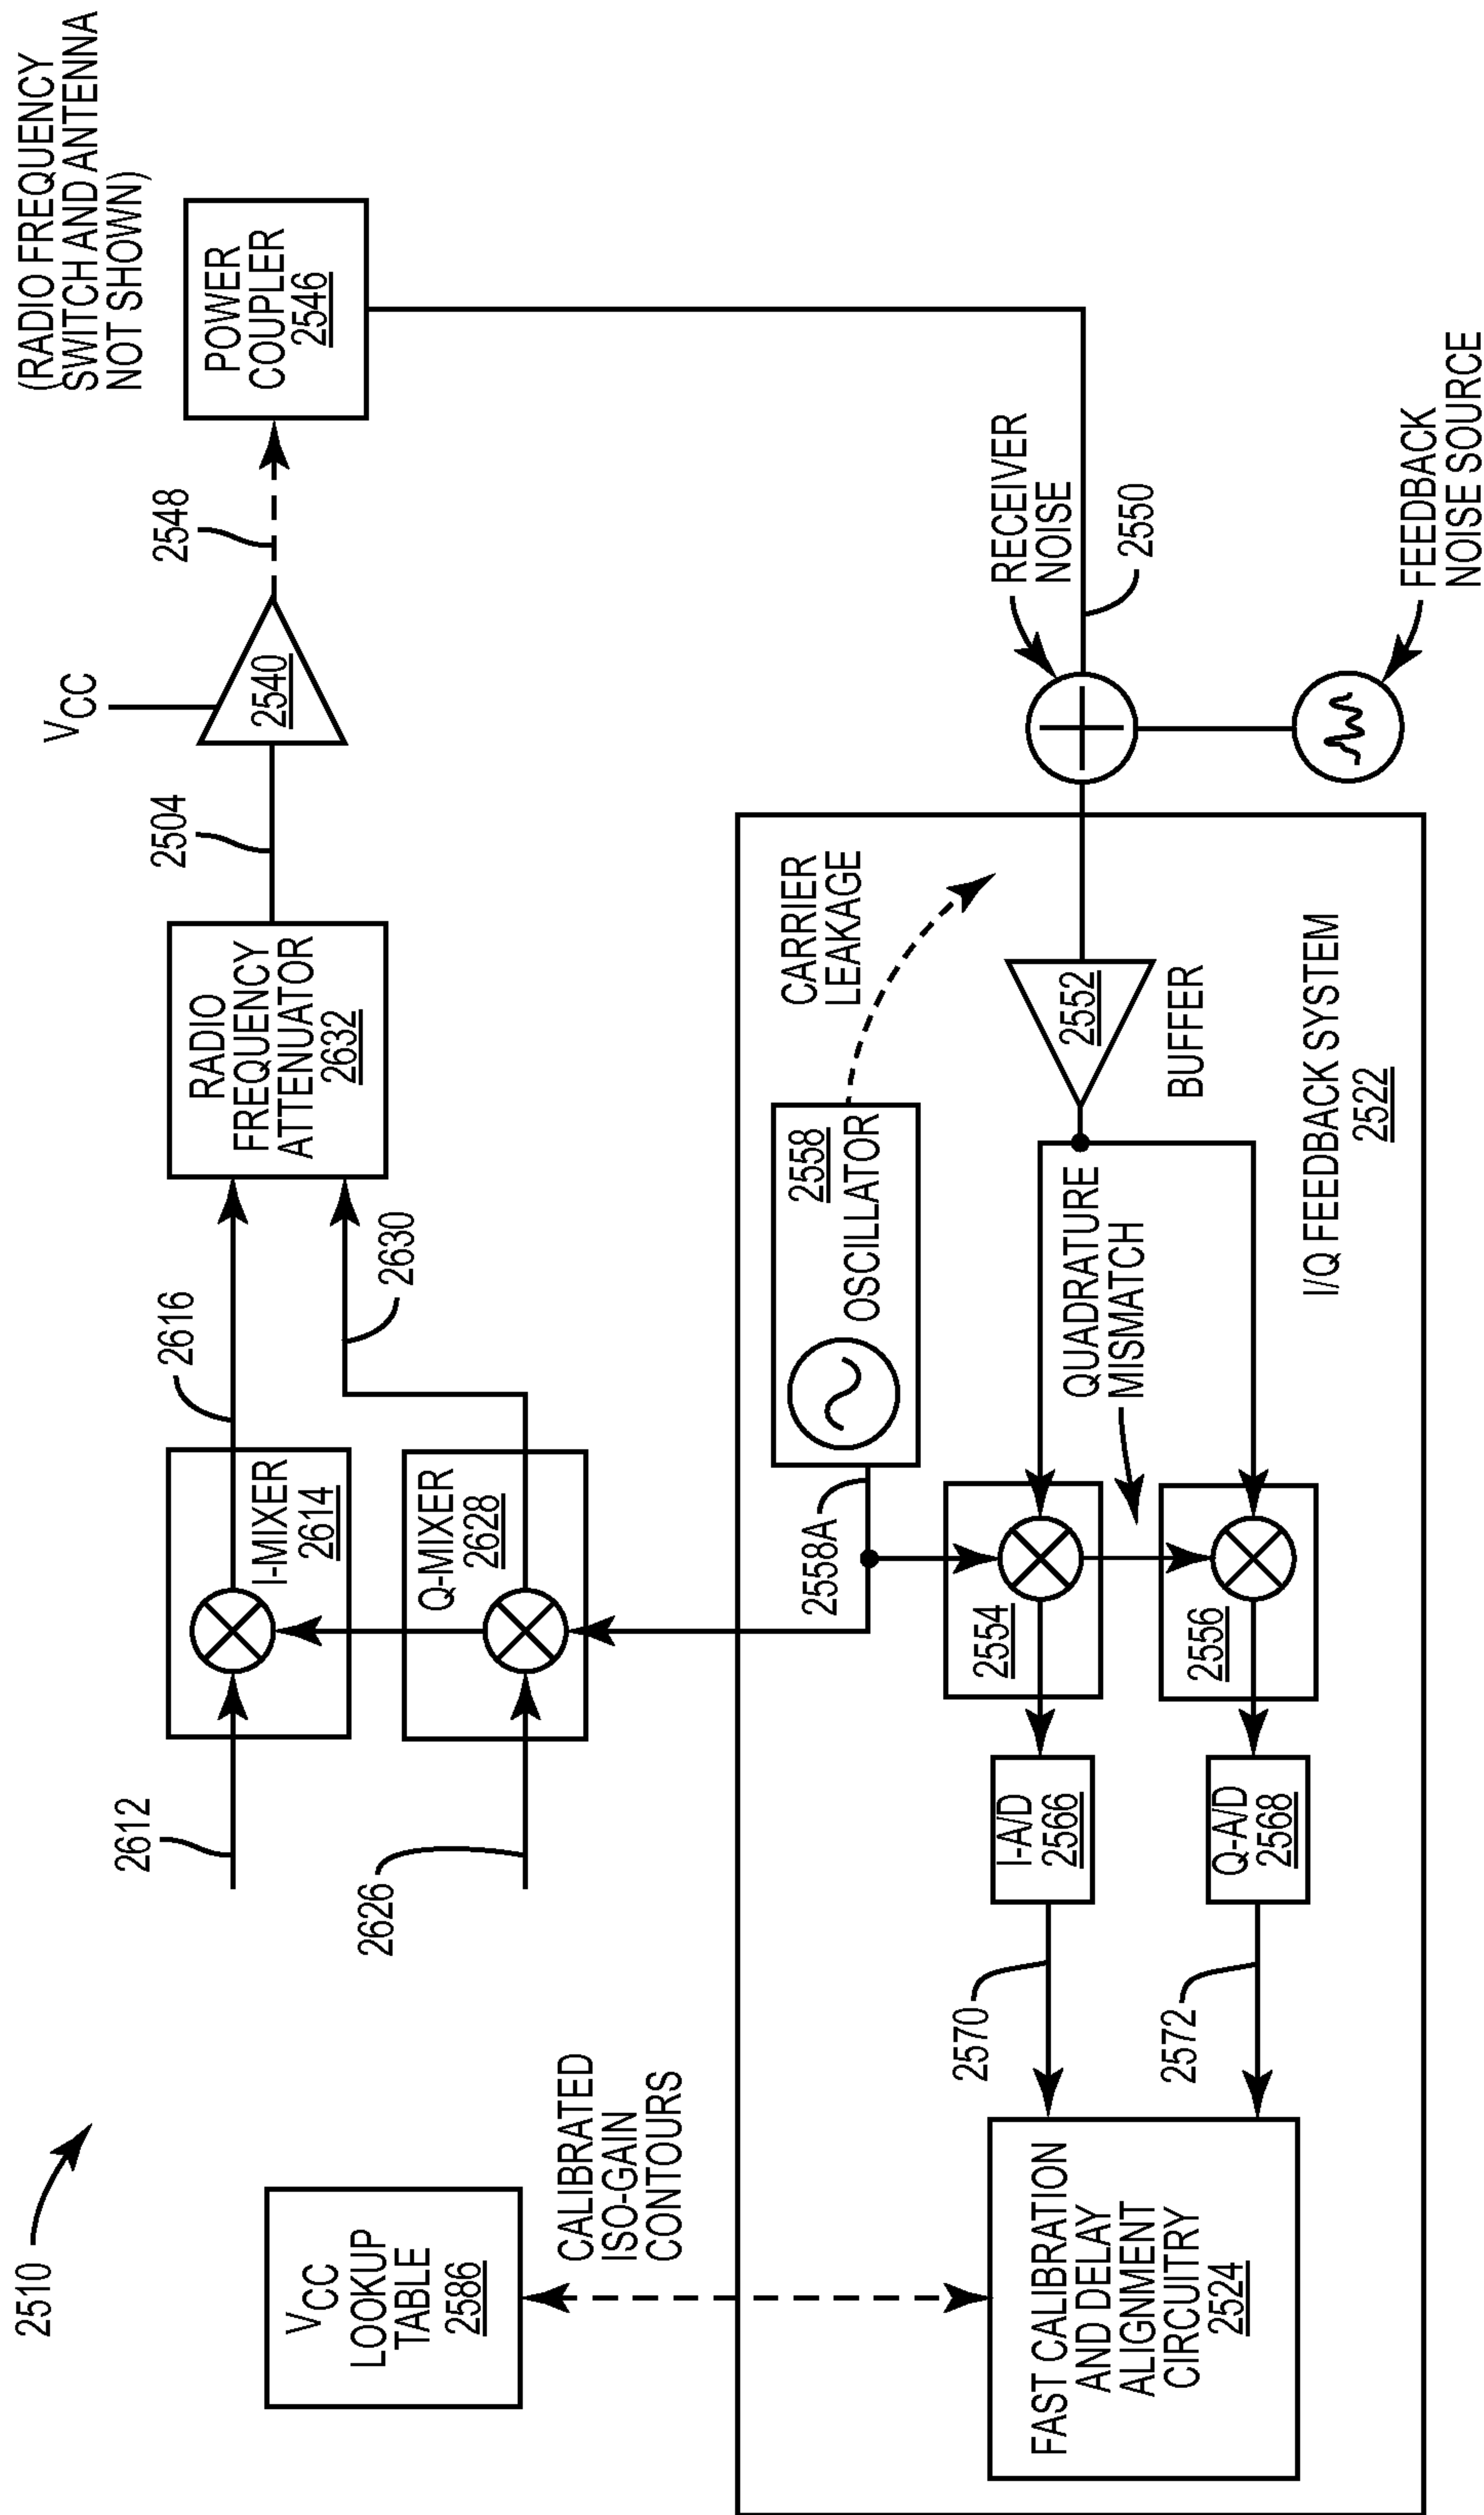 2510
2612
2626
I-MIXER
2614
Q-MIXER
2628
2616
2630
RADIO
FREQUENCY
ATTENUATOR
2632
2504
VCC
2540
2548
POWER
COUPLER
2546
(RADIO FREQUENCY
SWITCH AND ANTENNA
NOT SHOWN)
VCC
LOOKUP
TABLE
2586
CALIBRATED
ISO-GAIN
CONTOURS
FAST CALIBRATION
AND DELAY
ALIGNMENT
CIRCUITRY
2524
2570
2572
I-A/D
2566
Q-A/D
2568
2554
2556
2558A
2558
OSCILLATOR
QUADRATURE
MISMATCH
CARRIER
LEAKAGE
2552
BUFFER
I/Q FEEDBACK SYSTEM
2522
RECEIVER
NOISE
2550
FEEDBACK
NOISE SOURCE